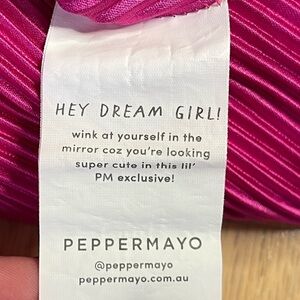 HEY DREAM GIRL!
wink at yourself in the
mirror coz you're looking
super cute in this lil'
PM exclusive!
PEPPERMAYO
@peppermayo
peppermayo.com.au